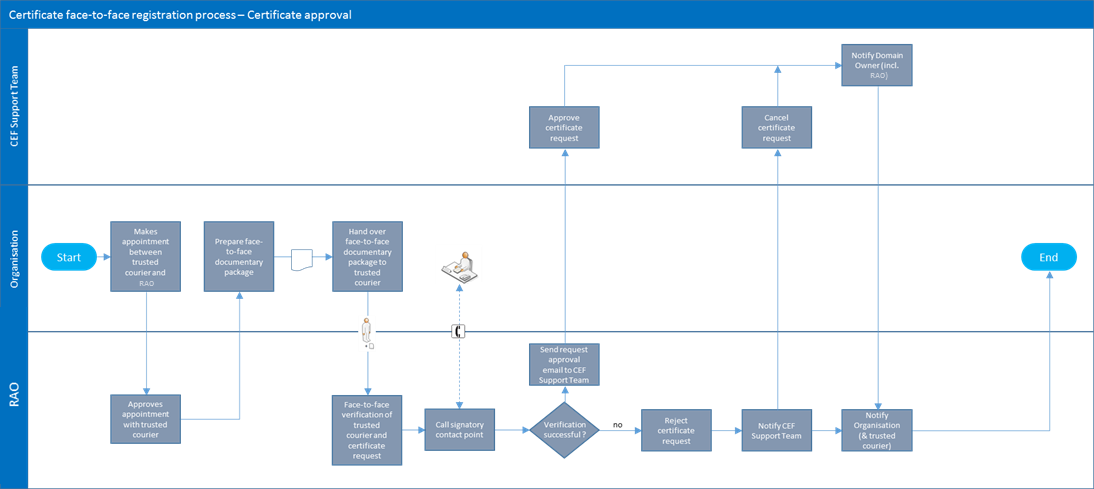 Certificate face-to-face registration process – Certificate approval
CEF Support Team
Notify Domain
Owner (incl.
RAO)
Approve
certificate
request
Cancel
certificate
request
Organisation
Start
Makes
appointment
between
trusted
courier and
RAO
Prepare face-
to-face
documentary
package
Hand over
face-to-face
documentary
package to
trusted
courier
End
RAO
Approves
appointment
with trusted
courier
Face-to-face
verification of
trusted
courier and
certificate
request
Call signatory
contact point
Send request
approval
email to CEF
Support Team
Verification
successful ?
no
Reject
certificate
request
Notify CEF
Support Team
Notify
Organisation
(& trusted
courier)